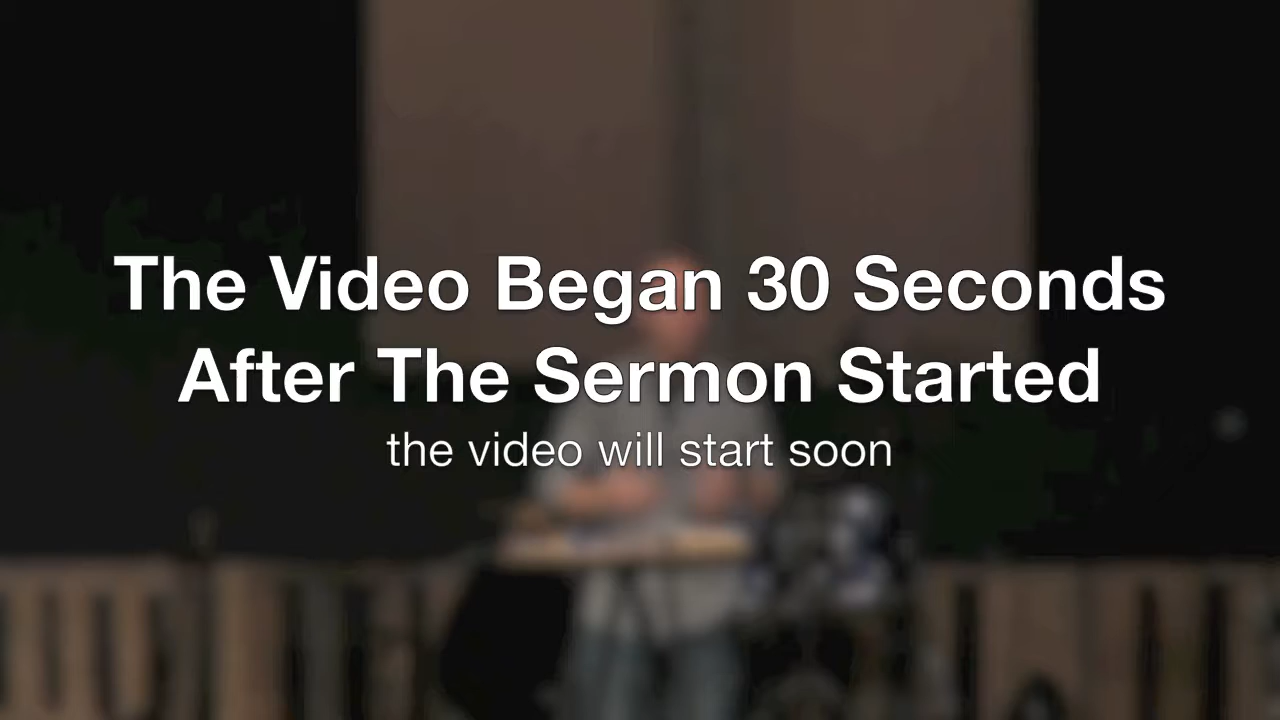 The Video Began 30 Seconds
After The Sermon Started
the video will start soon